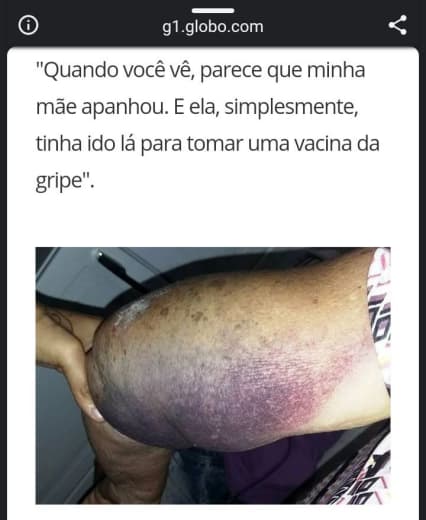 g1.globo.com
"Quando você vê, parece que minha
mãe apanhou. E ela, simplesmente,
tinha ido lá para tomar uma vacina da
gripe".